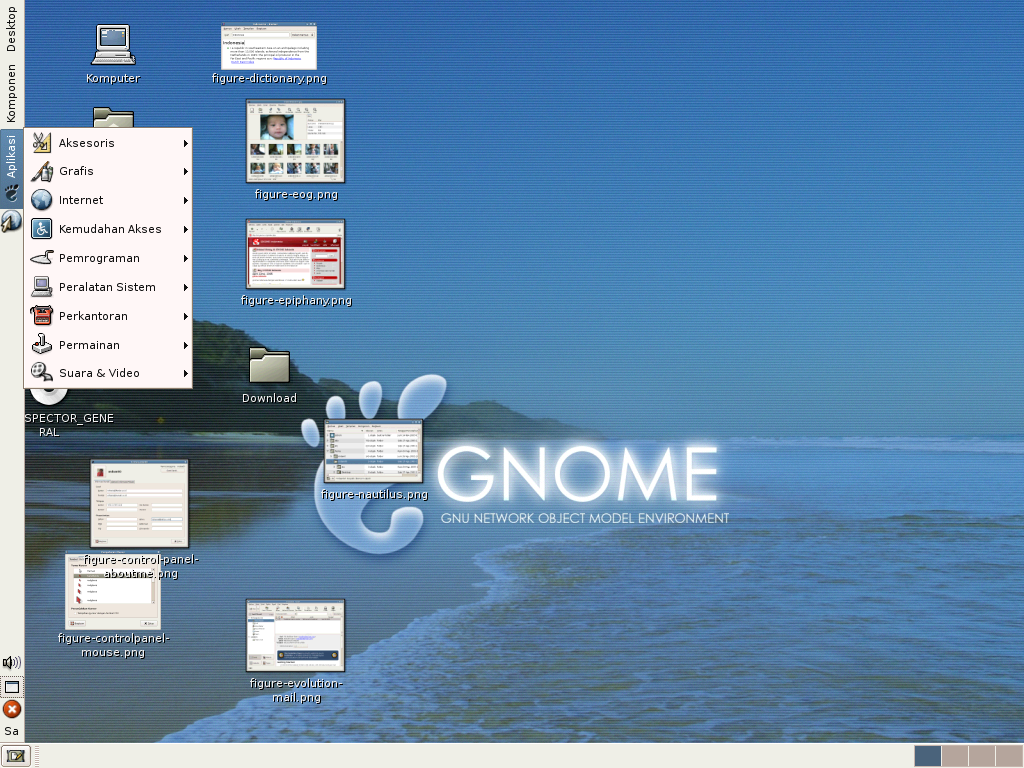 Desktop
Komponen
Aplikasi
Komputer
figure-dictionary.png
Aksesoris
Grafis
Internet
Kemudahan Akses
Pemrograman
Peralatan Sistem
Perkantoran
Permainan
Suara & Video
figure-eog.png
figure-epiphany.png
Download
SPECTOR_GENE
RAL
figure-nautilus.png
GNOME
GNU NETWORK OBJECT MODEL ENVIRONMENT
figure-control-panel-
aboutme.png
figure-controlpanel-
mouse.png
figure-evolution-
mail.png
Sa